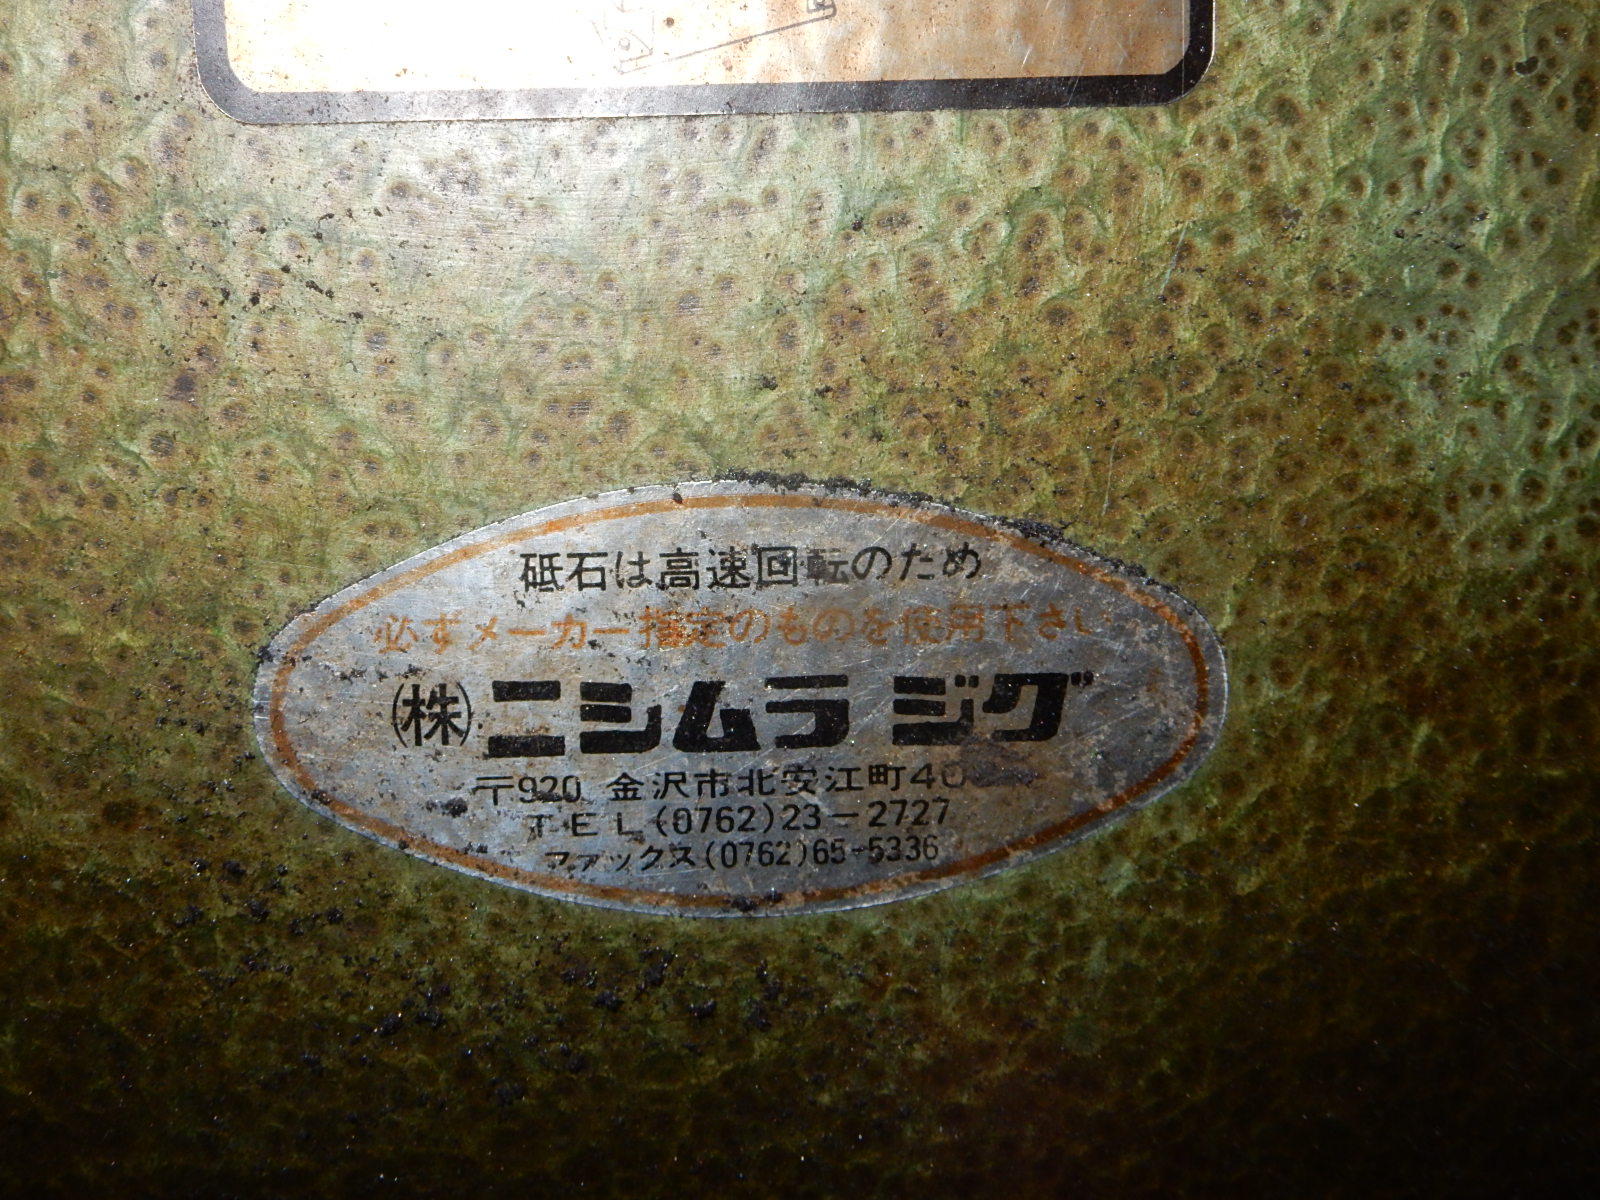 砥石は高速回転のため
必ずメーカー指定のものを使用下さい
㈱ニシムラ ジグ
〒920 金沢市北安江町40
TEL(0762)23-2727
ファックス(0762)65-5336